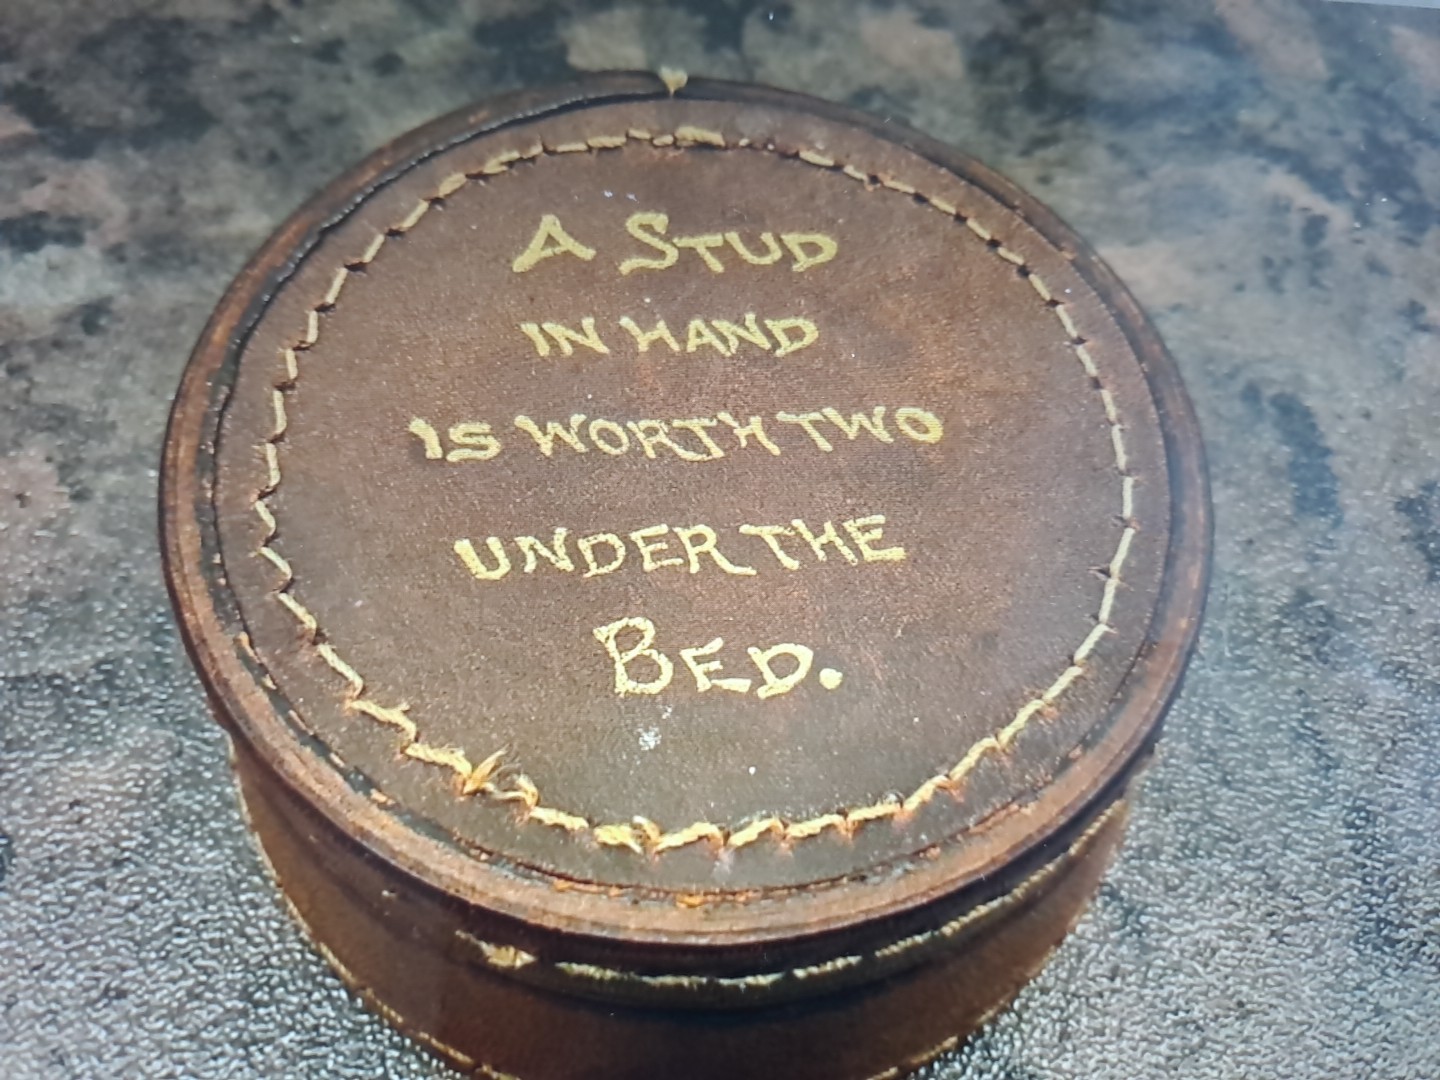 A STUD
IN HAND
IS WORTH TWO
UNDER THE
BED.